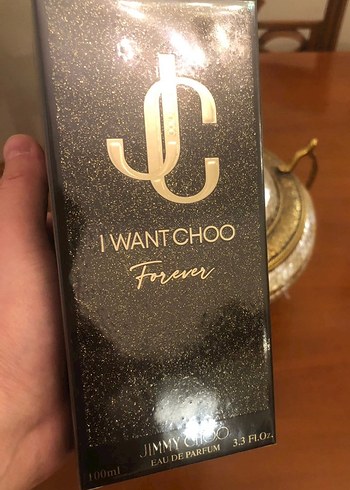 JC
I WANT CHOO
Forever
JIMMY CHOO
EAU DE PARFUM
100ml 3.3 Fl.Oz.